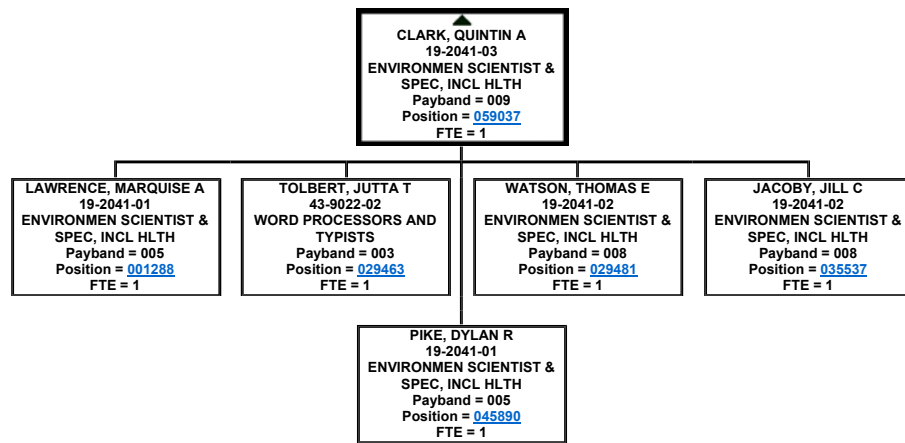 CLARK, QUINTIN A
19-2041-03
ENVIRONMEN SCIENTIST &
SPEC, INCL HLTH
Payband = 009
Position = 059037
FTE = 1
LAWRENCE, MARQUISE A
19-2041-01
ENVIRONMEN SCIENTIST &
SPEC, INCL HLTH
Payband = 005
Position = 001288
FTE = 1
TOLBERT, JUTTA T
43-9022-02
WORD PROCESSORS AND
TYPISTS
Payband = 003
Position = 029463
FTE = 1
WATSON, THOMAS E
19-2041-02
ENVIRONMEN SCIENTIST &
SPEC, INCL HLTH
Payband = 008
Position = 029481
FTE = 1
JACOBY, JILL C
19-2041-02
ENVIRONMEN SCIENTIST &
SPEC, INCL HLTH
Payband = 008
Position = 035537
FTE = 1
PIKE, DYLAN R
19-2041-01
ENVIRONMEN SCIENTIST &
SPEC, INCL HLTH
Payband = 005
Position = 045890
FTE = 1